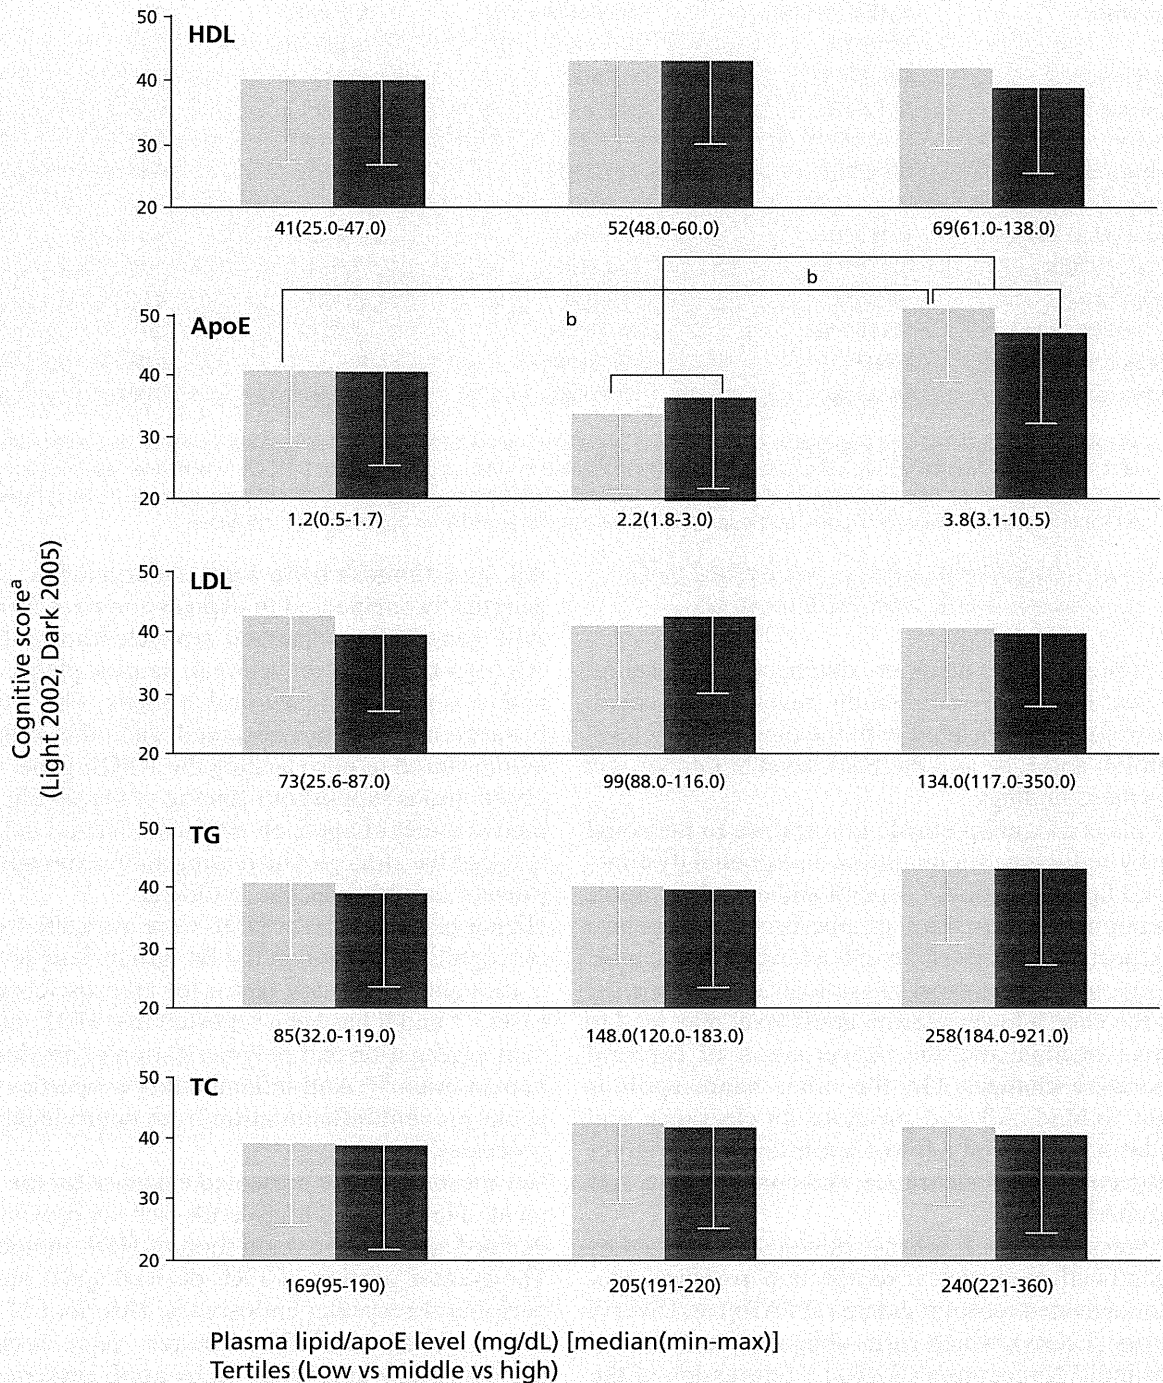 50
HDL
40
30
20
41(25.0-47.0) 52(48.0-60.0) 69(61.0-138.0)
b
b
50
ApoE
40
30
20
1.2(0.5-1.7) 2.2(1.8-3.0) 3.8(3.1-10.5)
Cognitive scoreᵃ
(Light 2002, Dark 2005)
50
LDL
40
30
20
73(25.6-87.0) 99(88.0-116.0) 134.0(117.0-350.0)
50
TG
40
30
20
85(32.0-119.0) 148.0(120.0-183.0) 258(184.0-921.0)
50
TC
40
30
20
169(95-190) 205(191-220) 240(221-360)
Plasma lipid/apoE level (mg/dL) [median(min-max)]
Tertiles (Low vs middle vs high)